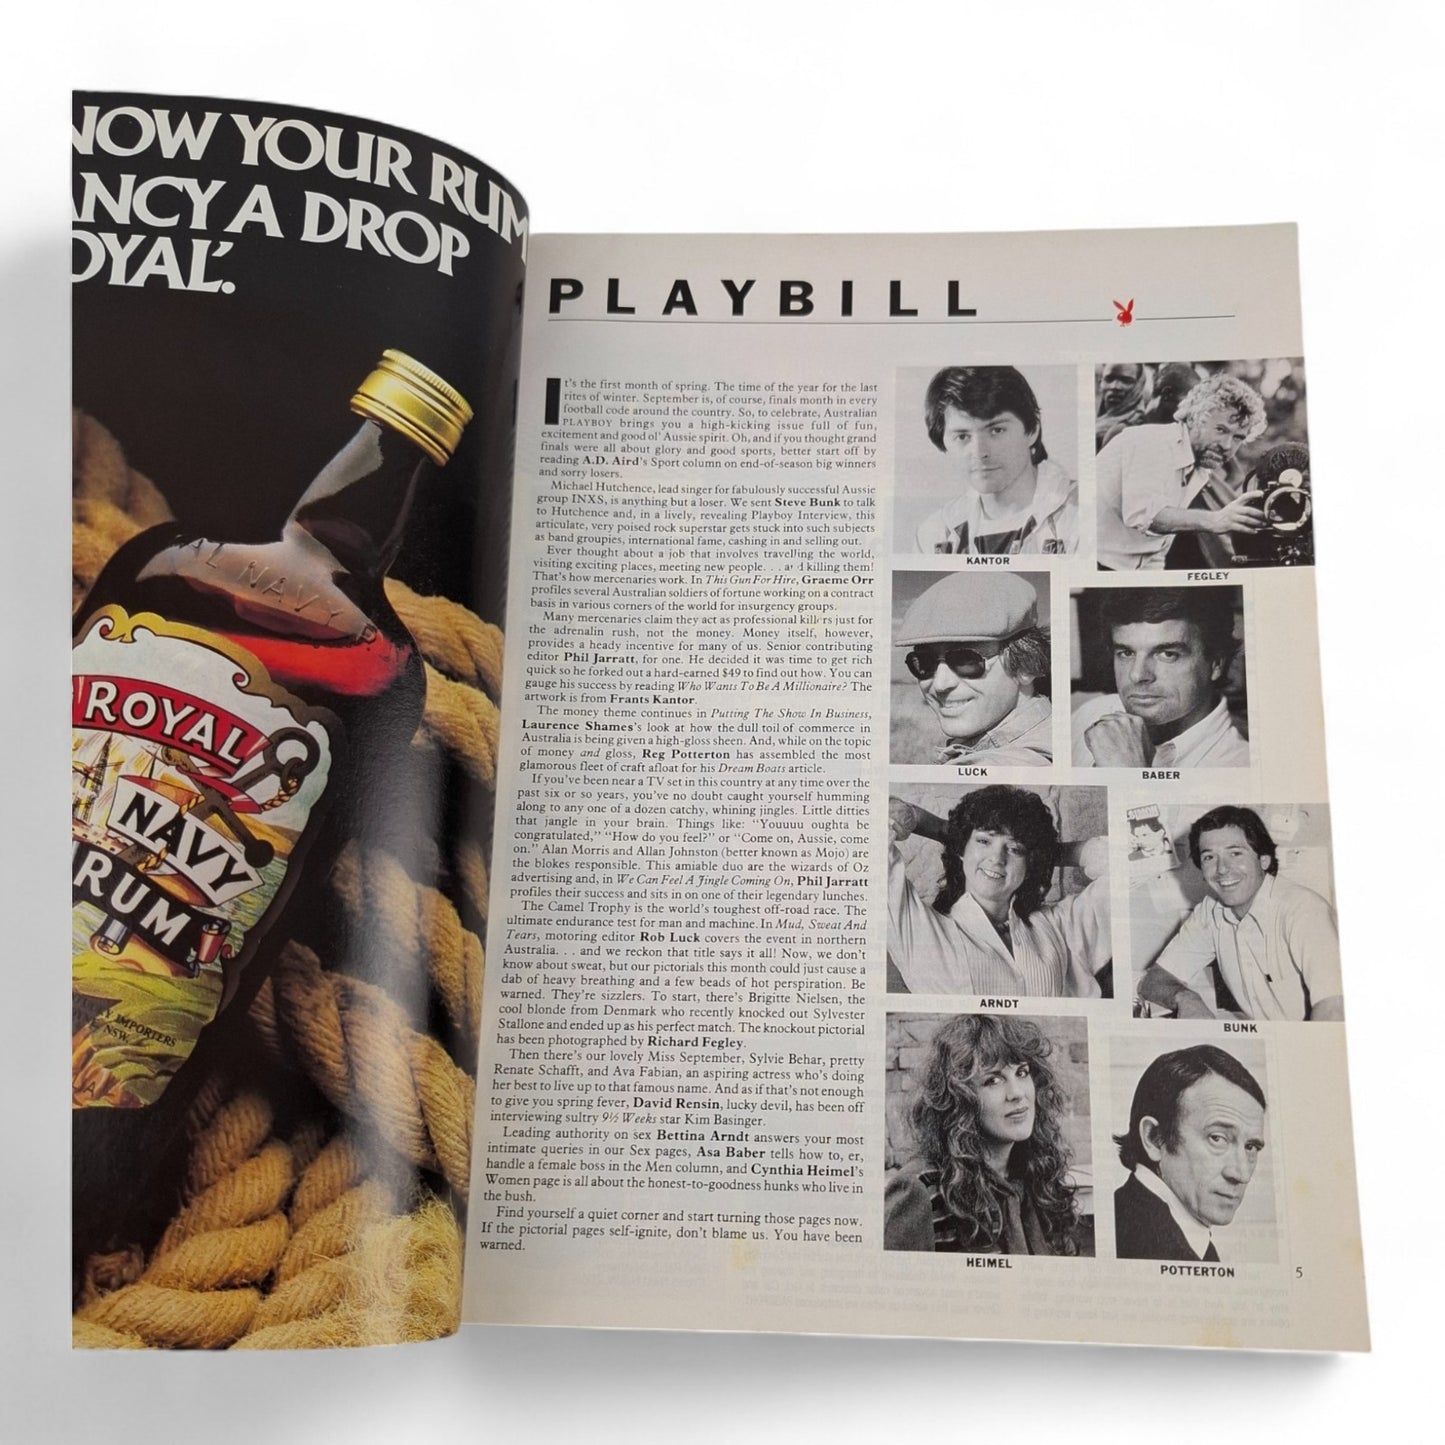 NOW YOUR RUM
ANCY A DROP
OYAL'.
ROYAL
NAVY
RUM
IMPORTERS
NSW.
PLAYBILL
It's the first month of spring. The time of the year for the last
rites of winter. September is, of course, finals month in every
football code around the country. So, to celebrate, Australian
PLAYBOY brings you a high-kicking issue full of fun,
excitement and good ol' Aussie spirit. Oh, and if you thought grand
finals were all about glory and good sports, better start off by
reading A.D. Aird's Sport column on end-of-season big winners
and sorry losers.
Michael Hutchence, lead singer for fabulously successful Aussie
group INXS, is anything but a loser. We sent Steve Bunk to talk
to Hutchence and, in a lively, revealing Playboy Interview, this
articulate, very poised rock superstar gets stuck into such subjects
as band groupies, international fame, cashing in and selling out.
Ever thought about a job that involves travelling the world,
visiting exciting places, meeting new people. . . and killing them!
That's how mercenaries work. In This Gun For Hire, Graeme Orr
profiles several Australian soldiers of fortune working on a contract
basis in various corners of the world for insurgency groups.
Many mercenaries claim they act as professional killers just for
the adrenalin rush, not the money. Money itself, however,
provides a heady incentive for many of us. Senior contributing
editor Phil Jarratt, for one. He decided it was time to get rich
quick so he forked out a hard-earned $49 to find out how. You can
gauge his success by reading Who Wants To Be A Millionaire? The
artwork is from Frants Kantor.
The money theme continues in Putting The Show In Business,
Laurence Shames's look at how the dull toil of commerce in
Australia is being given a high-gloss sheen. And, while on the topic
of money and gloss, Reg Potterton has assembled the most
glamorous fleet of craft afloat for his Dream Boats article.
If you've been near a TV set in this country at any time over the
past six or so years, you've no doubt caught yourself humming
along to any one of a dozen catchy, whining jingles. Little ditties
that jangle in your brain. Things like: "Youuuu oughta be
congratulated," "How do you feel?" or "Come on, Aussie, come
on." Alan Morris and Allan Johnston (better known as Mojo) are
the blokes responsible. This amiable duo are the wizards of Oz
advertising and, in We Can Feel A Jingle Coming On, Phil Jarratt
profiles their success and sits in on one of their legendary lunches.
The Camel Trophy is the world's toughest off-road race. The
ultimate endurance test for man and machine. In Mud, Sweat And
Tears, motoring editor Rob Luck covers the event in northern
Australia. . . and we reckon that title says it all! Now, we don't
know about sweat, but our pictorials this month could just cause a
dab of heavy breathing and a few beads of hot perspiration. Be
warned. They're sizzlers. To start, there's Brigitte Nielsen, the
cool blonde from Denmark who recently knocked out Sylvester
Stallone and ended up as his perfect match. The knockout pictorial
has been photographed by Richard Fegley.
Then there's our lovely Miss September, Sylvie Behar, pretty
Renate Schafft, and Ava Fabian, an aspiring actress who's doing
her best to live up to that famous name. And as if that's not enough
to give you spring fever, David Rensin, lucky devil, has been off
interviewing sultry 9½ Weeks star Kim Basinger.
Leading authority on sex Bettina Arndt answers your most
intimate queries in our Sex pages, Asa Baber tells how to, er,
handle a female boss in the Men column, and Cynthia Heimel's
Women page is all about the honest-to-goodness hunks who live in
the bush.
Find yourself a quiet corner and start turning those pages now.
If the pictorial pages self-ignite, don't blame us. You have been
warned.
KANTOR
FEGLEY
LUCK
BABER
ARNDT
BUNK
HEIMEL
POTTERTON
5